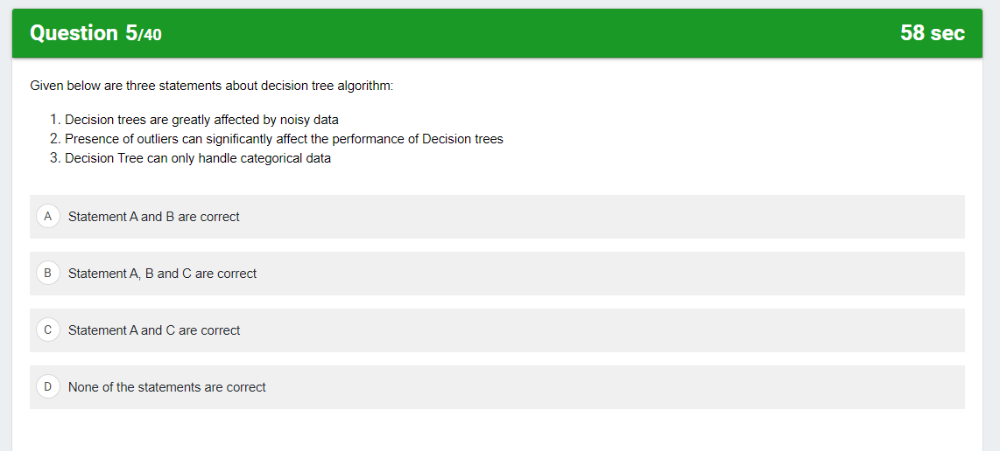 Question 5/40
58 sec
Given below are three statements about decision tree algorithm:
1. Decision trees are greatly affected by noisy data
2. Presence of outliers can significantly affect the performance of Decision trees
3. Decision Tree can only handle categorical data
A Statement A and B are correct
B Statement A, B and C are correct
C Statement A and C are correct
D None of the statements are correct